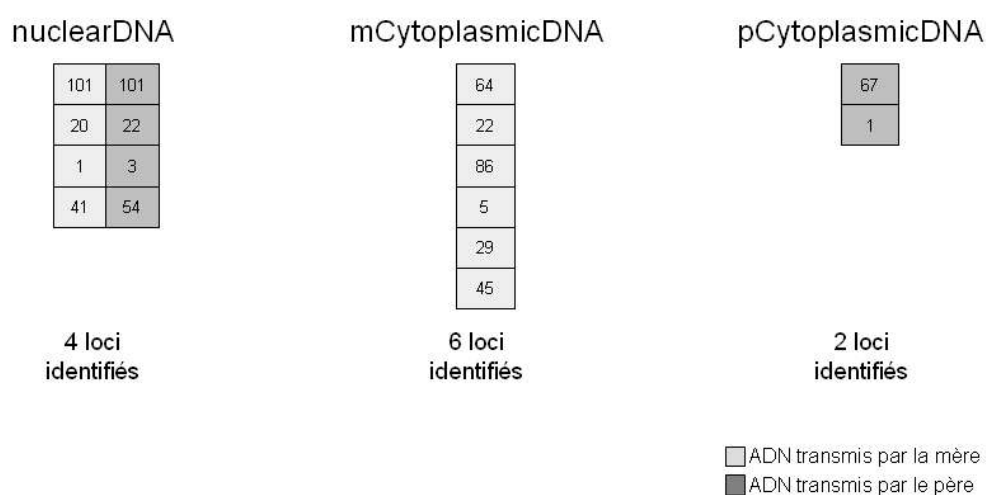 nuclearDNA mCytoplasmicDNA pCytoplasmicDNA
101 101 64 67
20 22 22 1
1 3 86
41 54 5
29
45
4 loci 6 loci 2 loci
identifiés identifiés identifiés
ADN transmis par la mère
ADN transmis par le père